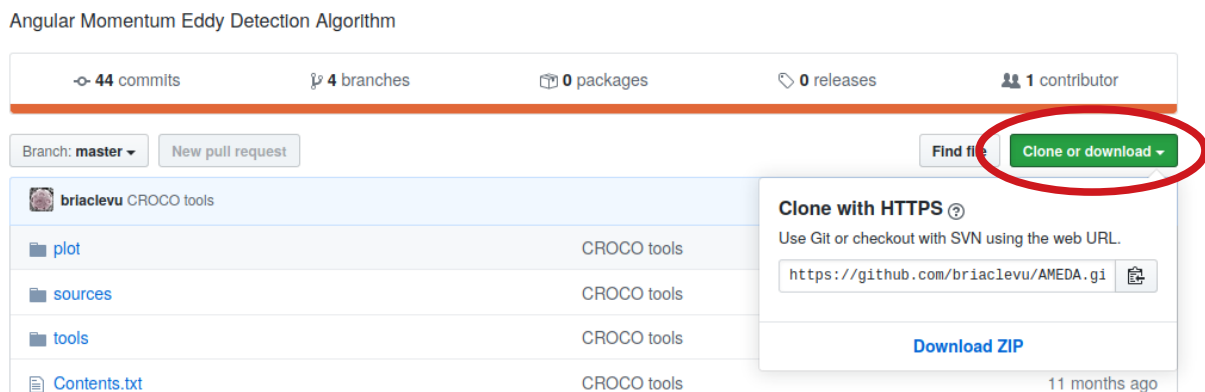 Angular Momentum Eddy Detection Algorithm
44 commits 4 branches 0 packages 0 releases 1 contributor
Branch: master New pull request Find file Clone or download
briaclevu CROCO tools
Clone with HTTPS ?
Use Git or checkout with SVN using the web URL.
https://github.com/briaclevu/AMEDA.gi
Download ZIP
plot CROCO tools
sources CROCO tools
tools CROCO tools
Contents.txt CROCO tools 11 months ago